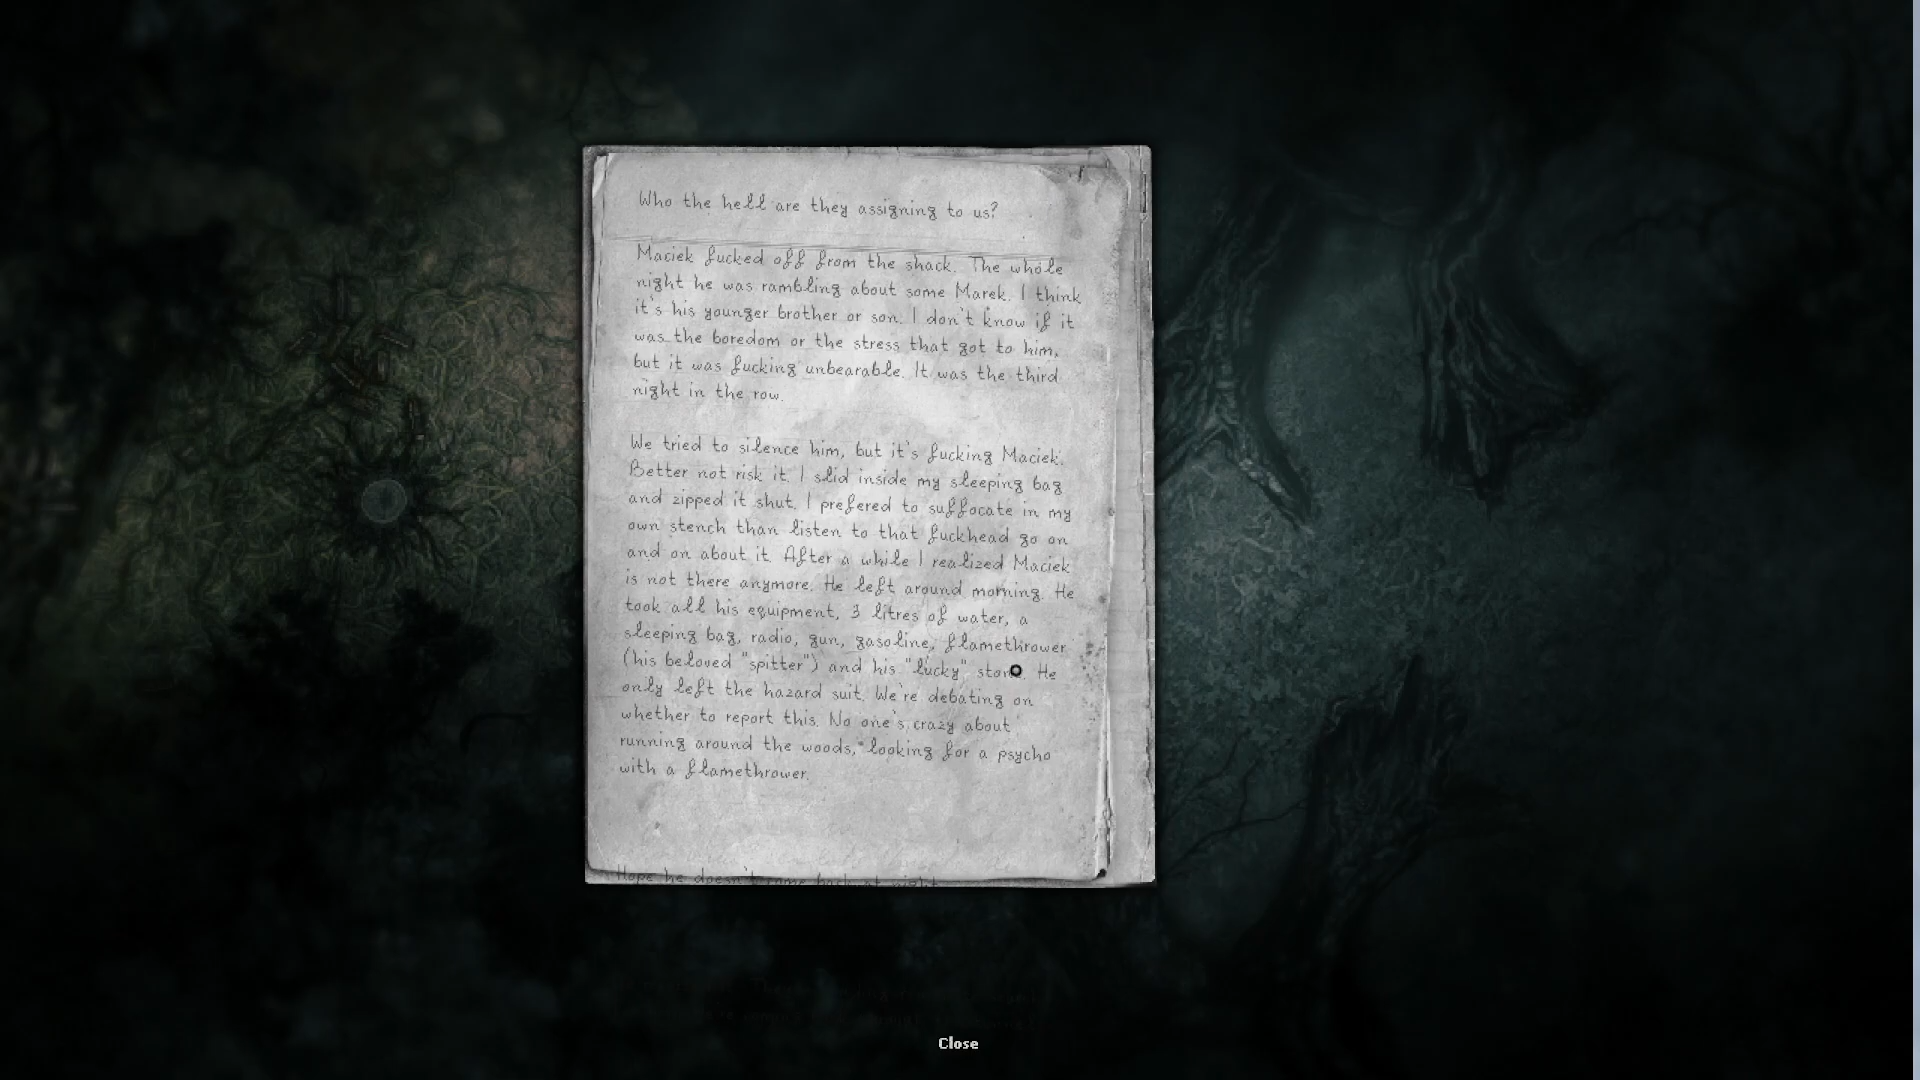 Who the hell are they assigning to us?
Maciek fucked off from the shack. The whole
night he was rambling about some Marek. I think
it's his younger brother or son. I don't know if it
was the boredom or the stress that got to him,
but it was fucking unbearable. It was the third
night in the row.
We tried to silence him, but it's fucking Maciek.
Better not risk it. I slid inside my sleeping bag
and zipped it shut. I prefered to suffocate in my
own stench than listen to that fuckhead go on
and on about it. After a while I realized Maciek
is not there anymore. He left around morning. He
took all his equipment, 3 litres of water, a
sleeping bag, radio, gun, gasoline, flamethrower
(his beloved "spitter") and his "lucky" stone. He
only left the hazard suit. We're debating on
whether to report this. No one's crazy about
running around the woods, looking for a psycho
with a flamethrower.
Hope he doesn't come back at night
Close